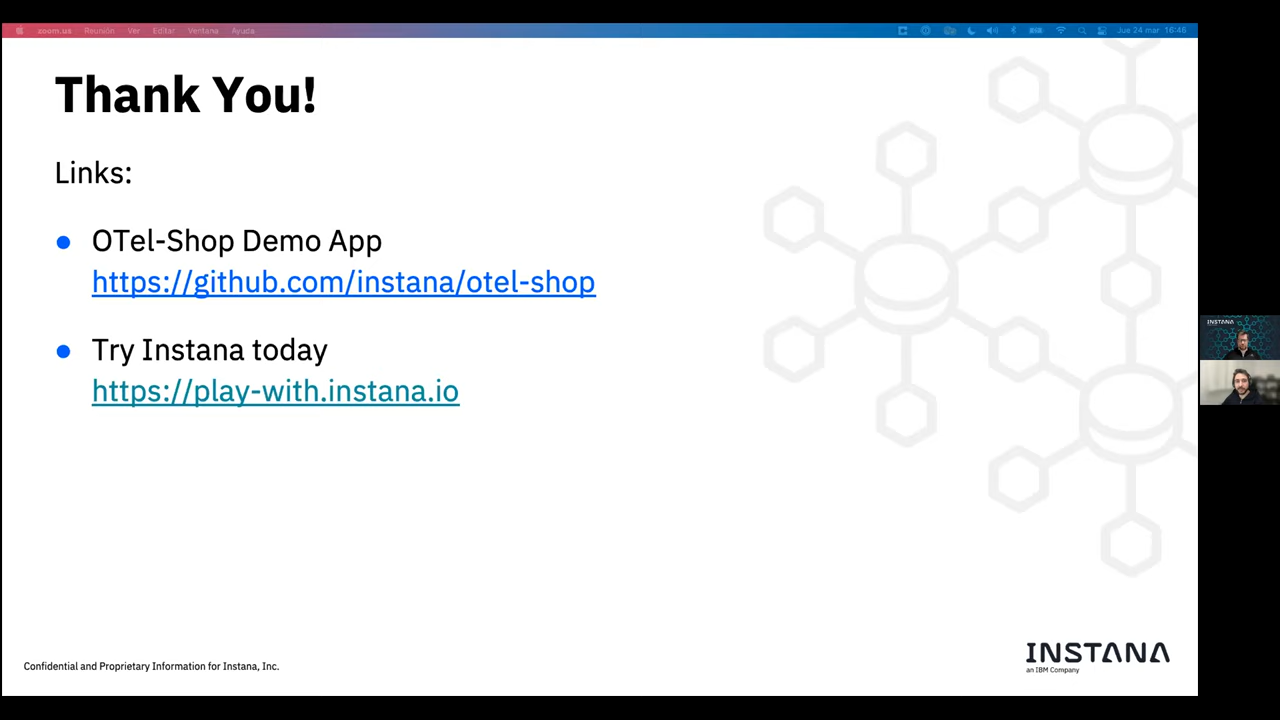 zoom.us Reunión Ver Editar Ventana Ayuda
Jue 24 mar 16:46
Thank You!
Links:
OTel-Shop Demo App
https://github.com/instana/otel-shop
Try Instana today
https://play-with.instana.io
INSTANA
Confidential and Proprietary Information for Instana, Inc.
INSTANA
an IBM Company